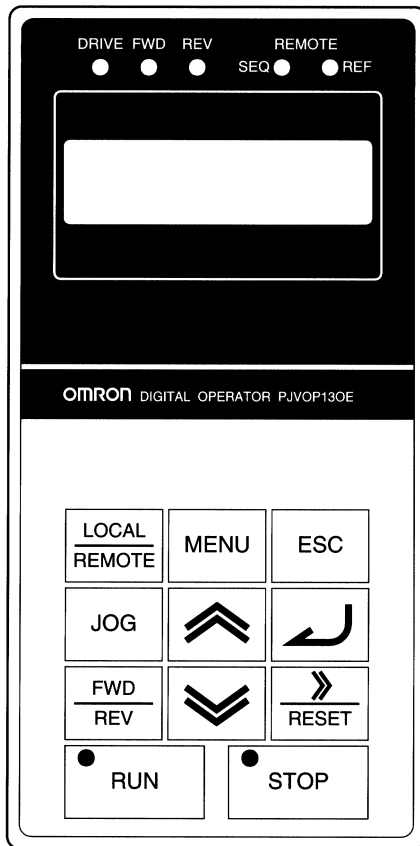 DRIVE FWD REV REMOTE
SEQ REF
OMRON DIGITAL OPERATOR PJVOP130E
LOCAL
REMOTE
MENU
ESC
JOG
FWD
REV
RESET
RUN
STOP